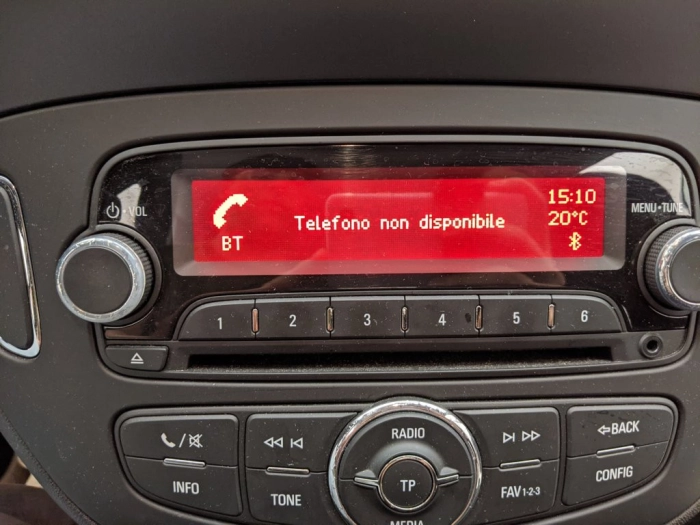 15:10
⏻•VOL
MENU•TUNE
Telefono non disponibile
20°C
BT
1 2 3 4 5 6
RADIO
BACK
INFO
TONE
TP
FAV1-2-3
CONFIG
MEDIA